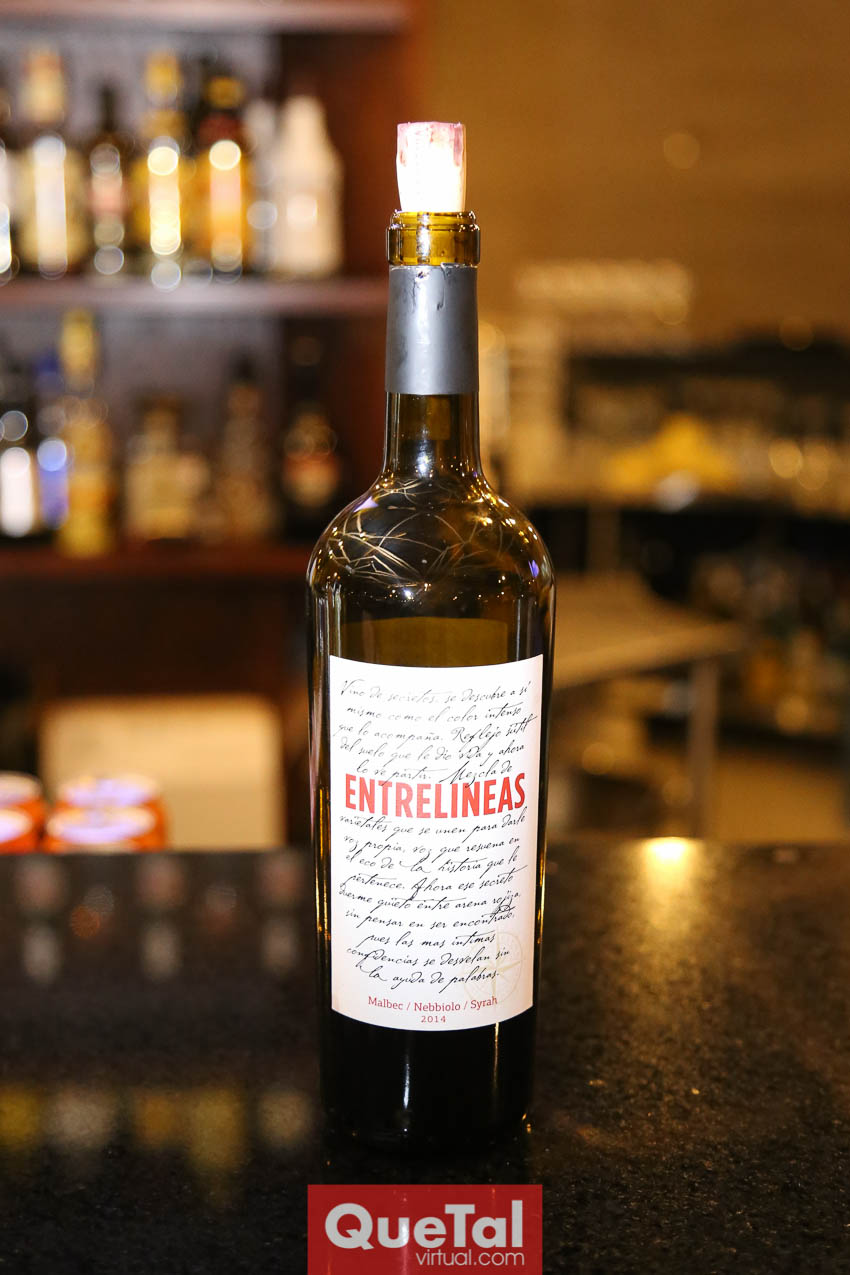 Vino de secretos, se descubre a sí
mismo como el color intenso
que lo acompaña. Reflejo sútil
del suelo que le dio vida y ahora
lo ve partir. Mezcla de
ENTRELINEAS
varietales que se unen para darle
voz propia, voz que resuena en
el eco de la historia que le
pertenece. Ahora ese secreto
duerme quieto entre arena rojiza,
sin pensar en ser encontrado,
pues las mas intimas
confidencias se desvelan sin
la ayuda de palabras.
Malbec / Nebbiolo / Syrah
2014
QueTal
virtual.com